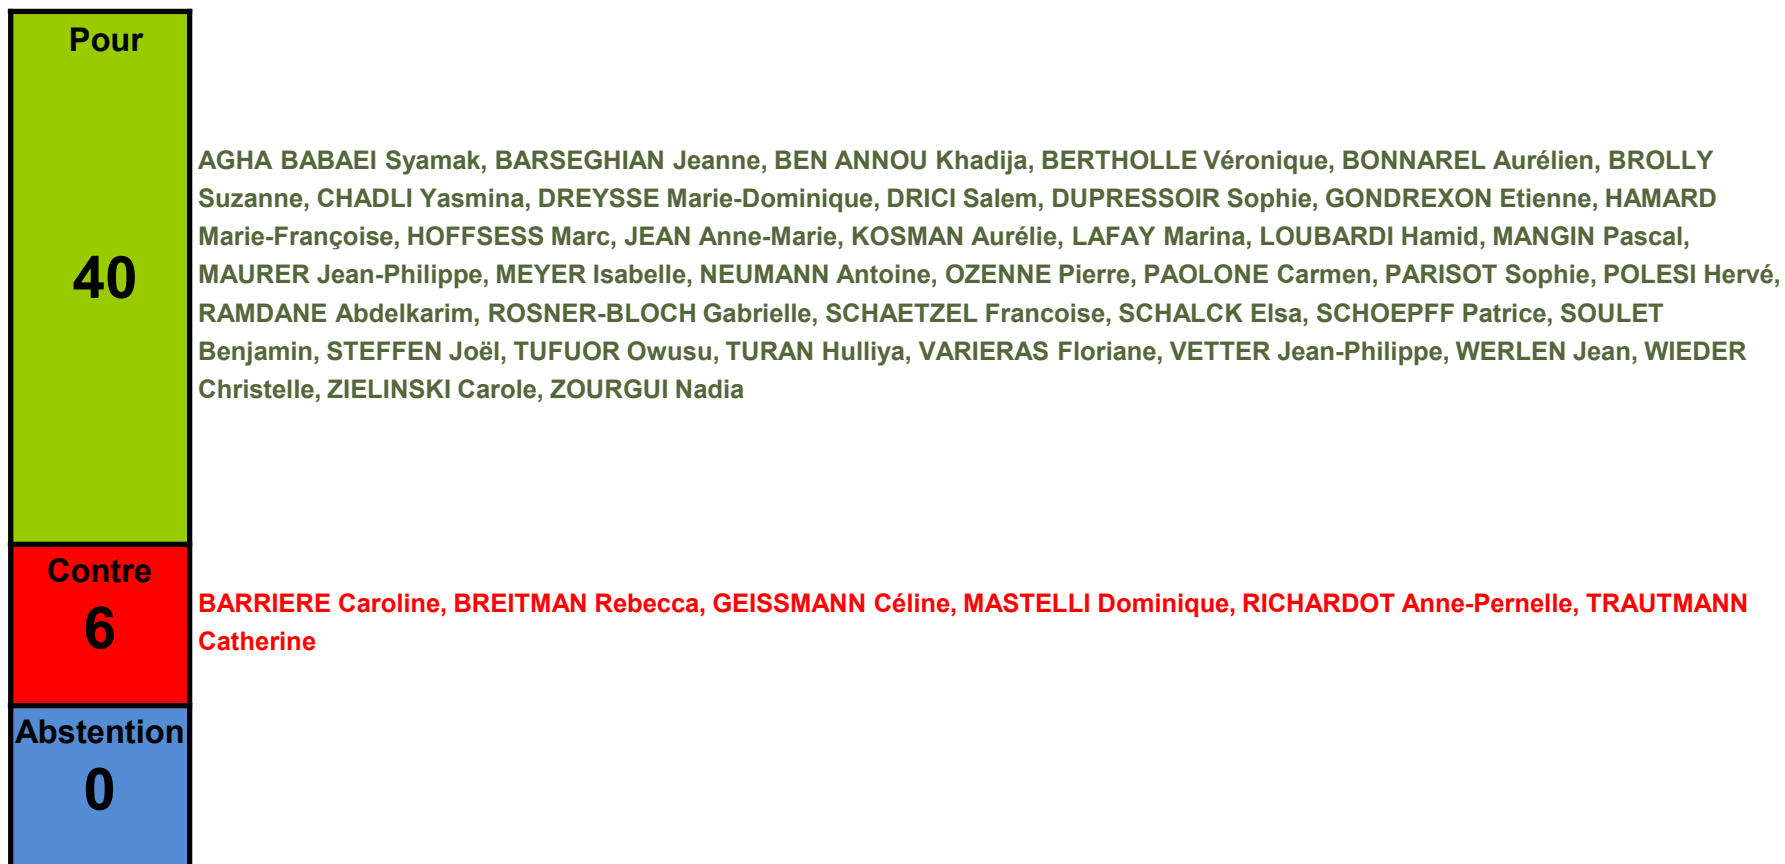 Pour
40
AGHA BABAEI Syamak, BARSEGHIAN Jeanne, BEN ANNOU Khadija, BERTHOLLE Véronique, BONNAREL Aurélien, BROLLY
Suzanne, CHADLI Yasmina, DREYSSE Marie-Dominique, DRICI Salem, DUPRESSOIR Sophie, GONDREXON Etienne, HAMARD
Marie-Françoise, HOFFSESS Marc, JEAN Anne-Marie, KOSMAN Aurélie, LAFAY Marina, LOUBARDI Hamid, MANGIN Pascal,
MAURER Jean-Philippe, MEYER Isabelle, NEUMANN Antoine, OZENNE Pierre, PAOLONE Carmen, PARISOT Sophie, POLESI Hervé,
RAMDANE Abdelkarim, ROSNER-BLOCH Gabrielle, SCHAETZEL Francoise, SCHALCK Elsa, SCHOEPFF Patrice, SOULET
Benjamin, STEFFEN Joël, TUFUOR Owusu, TURAN Hulliya, VARIERAS Floriane, VETTER Jean-Philippe, WERLEN Jean, WIEDER
Christelle, ZIELINSKI Carole, ZOURGUI Nadia
Contre
6
BARRIERE Caroline, BREITMAN Rebecca, GEISSMANN Céline, MASTELLI Dominique, RICHARDOT Anne-Pernelle, TRAUTMANN
Catherine
Abstention
0